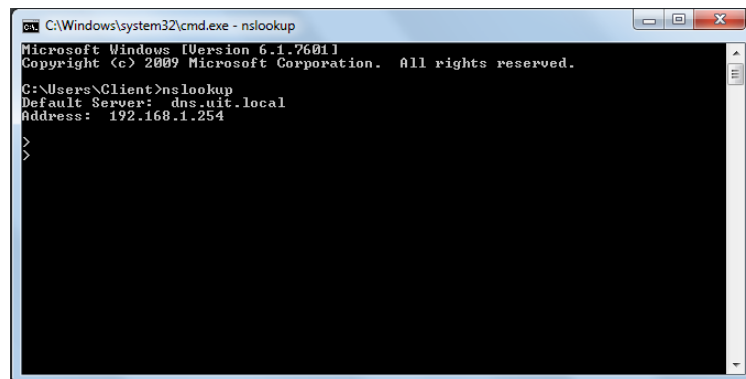 C:\Windows\system32\cmd.exe - nslookup
Microsoft Windows [Version 6.1.7601]
Copyright (c) 2009 Microsoft Corporation.  All rights reserved.
C:\Users\Client>nslookup
Default Server:  dns.uit.local
Address:  192.168.1.254
>
>